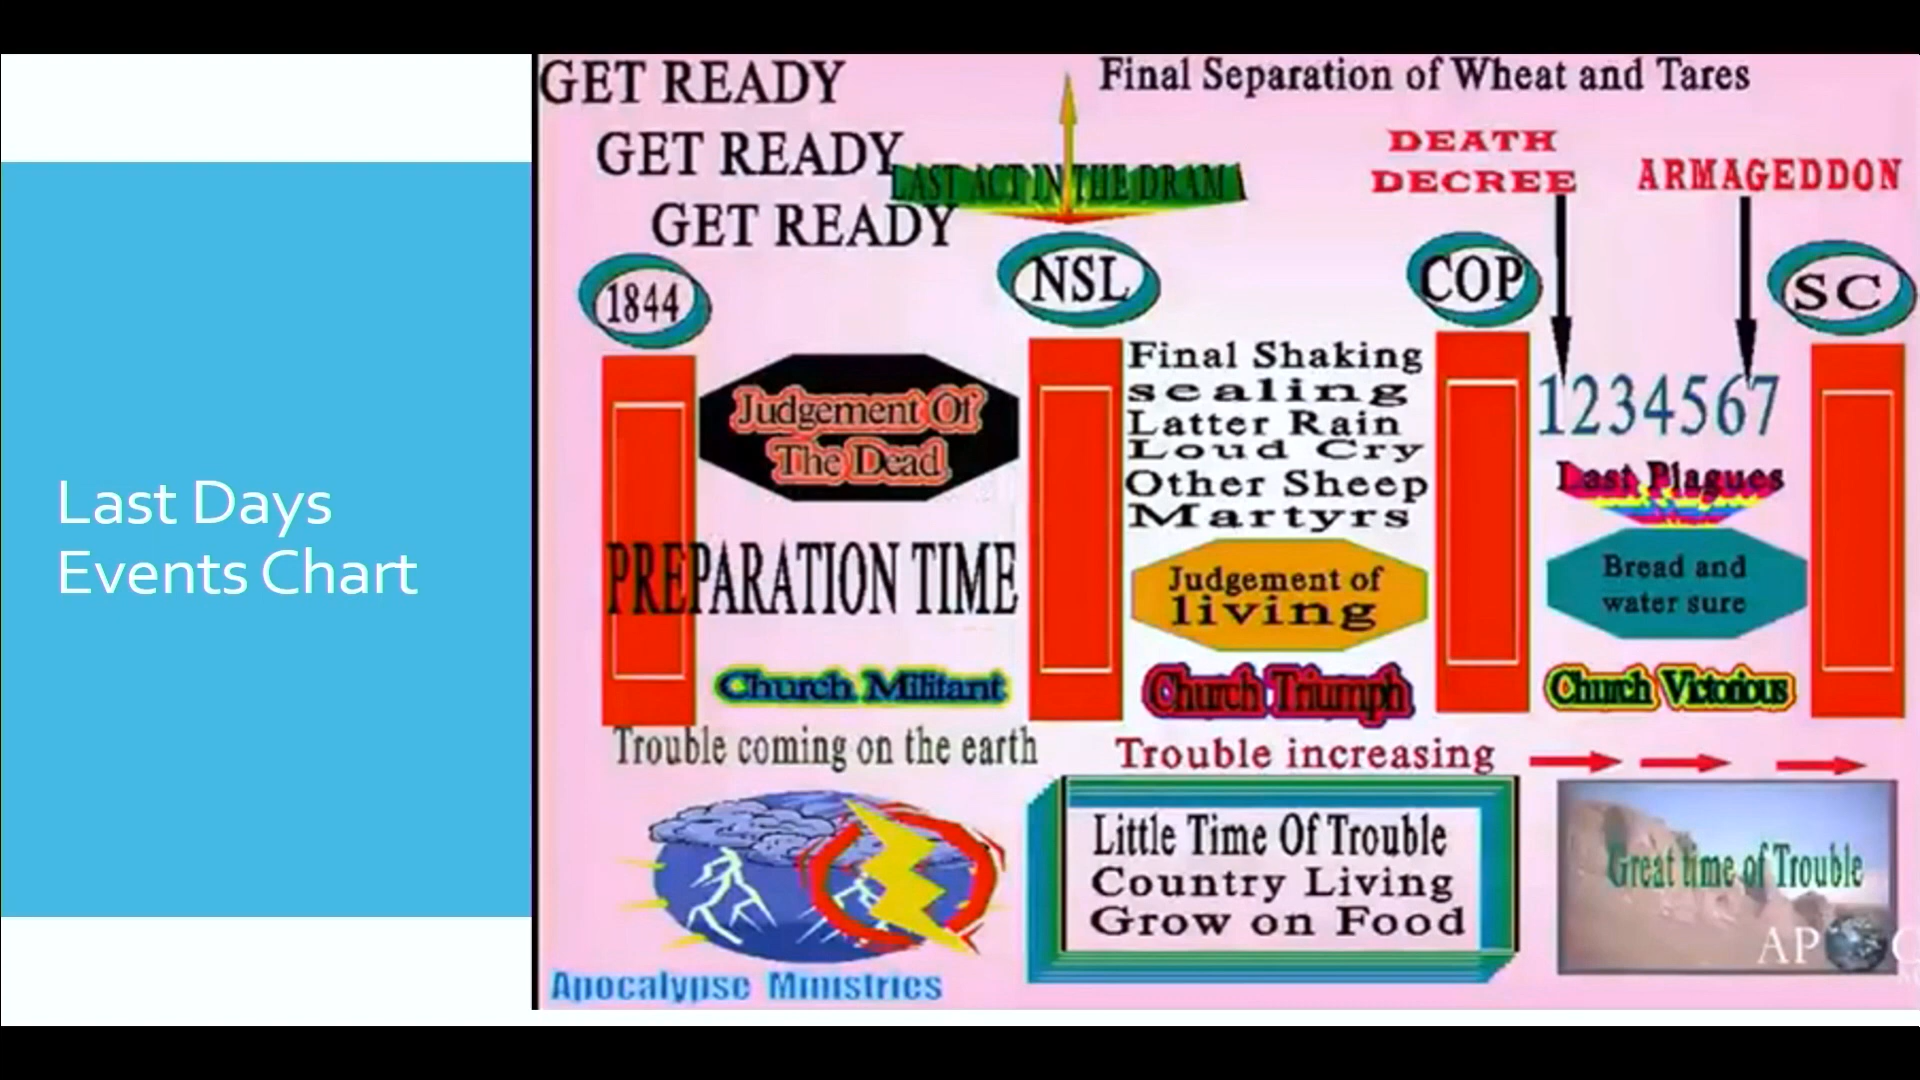 Last Days
Events Chart
GET READY
GET READY
GET READY
Final Separation of Wheat and Tares
LAST ACT IN THE DRAMA
DEATH
DECREE
ARMAGEDDON
1844
NSL
COP
SC
Judgement Of
The Dead
PREPARATION TIME
Church Militant
Final Shaking
sealing
Latter Rain
Loud Cry
Other Sheep
Martyrs
Judgement of
living
Church Triumph
1234567
Last Plagues
Bread and
water sure
Church Victorious
Trouble coming on the earth
Trouble increasing
Little Time Of Trouble
Country Living
Grow on Food
Great time of Trouble
Apocalypse Ministries